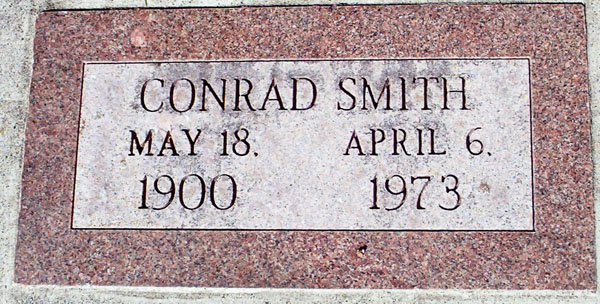 CONRAD SMITH
MAY 18. APRIL 6.
1900 1973